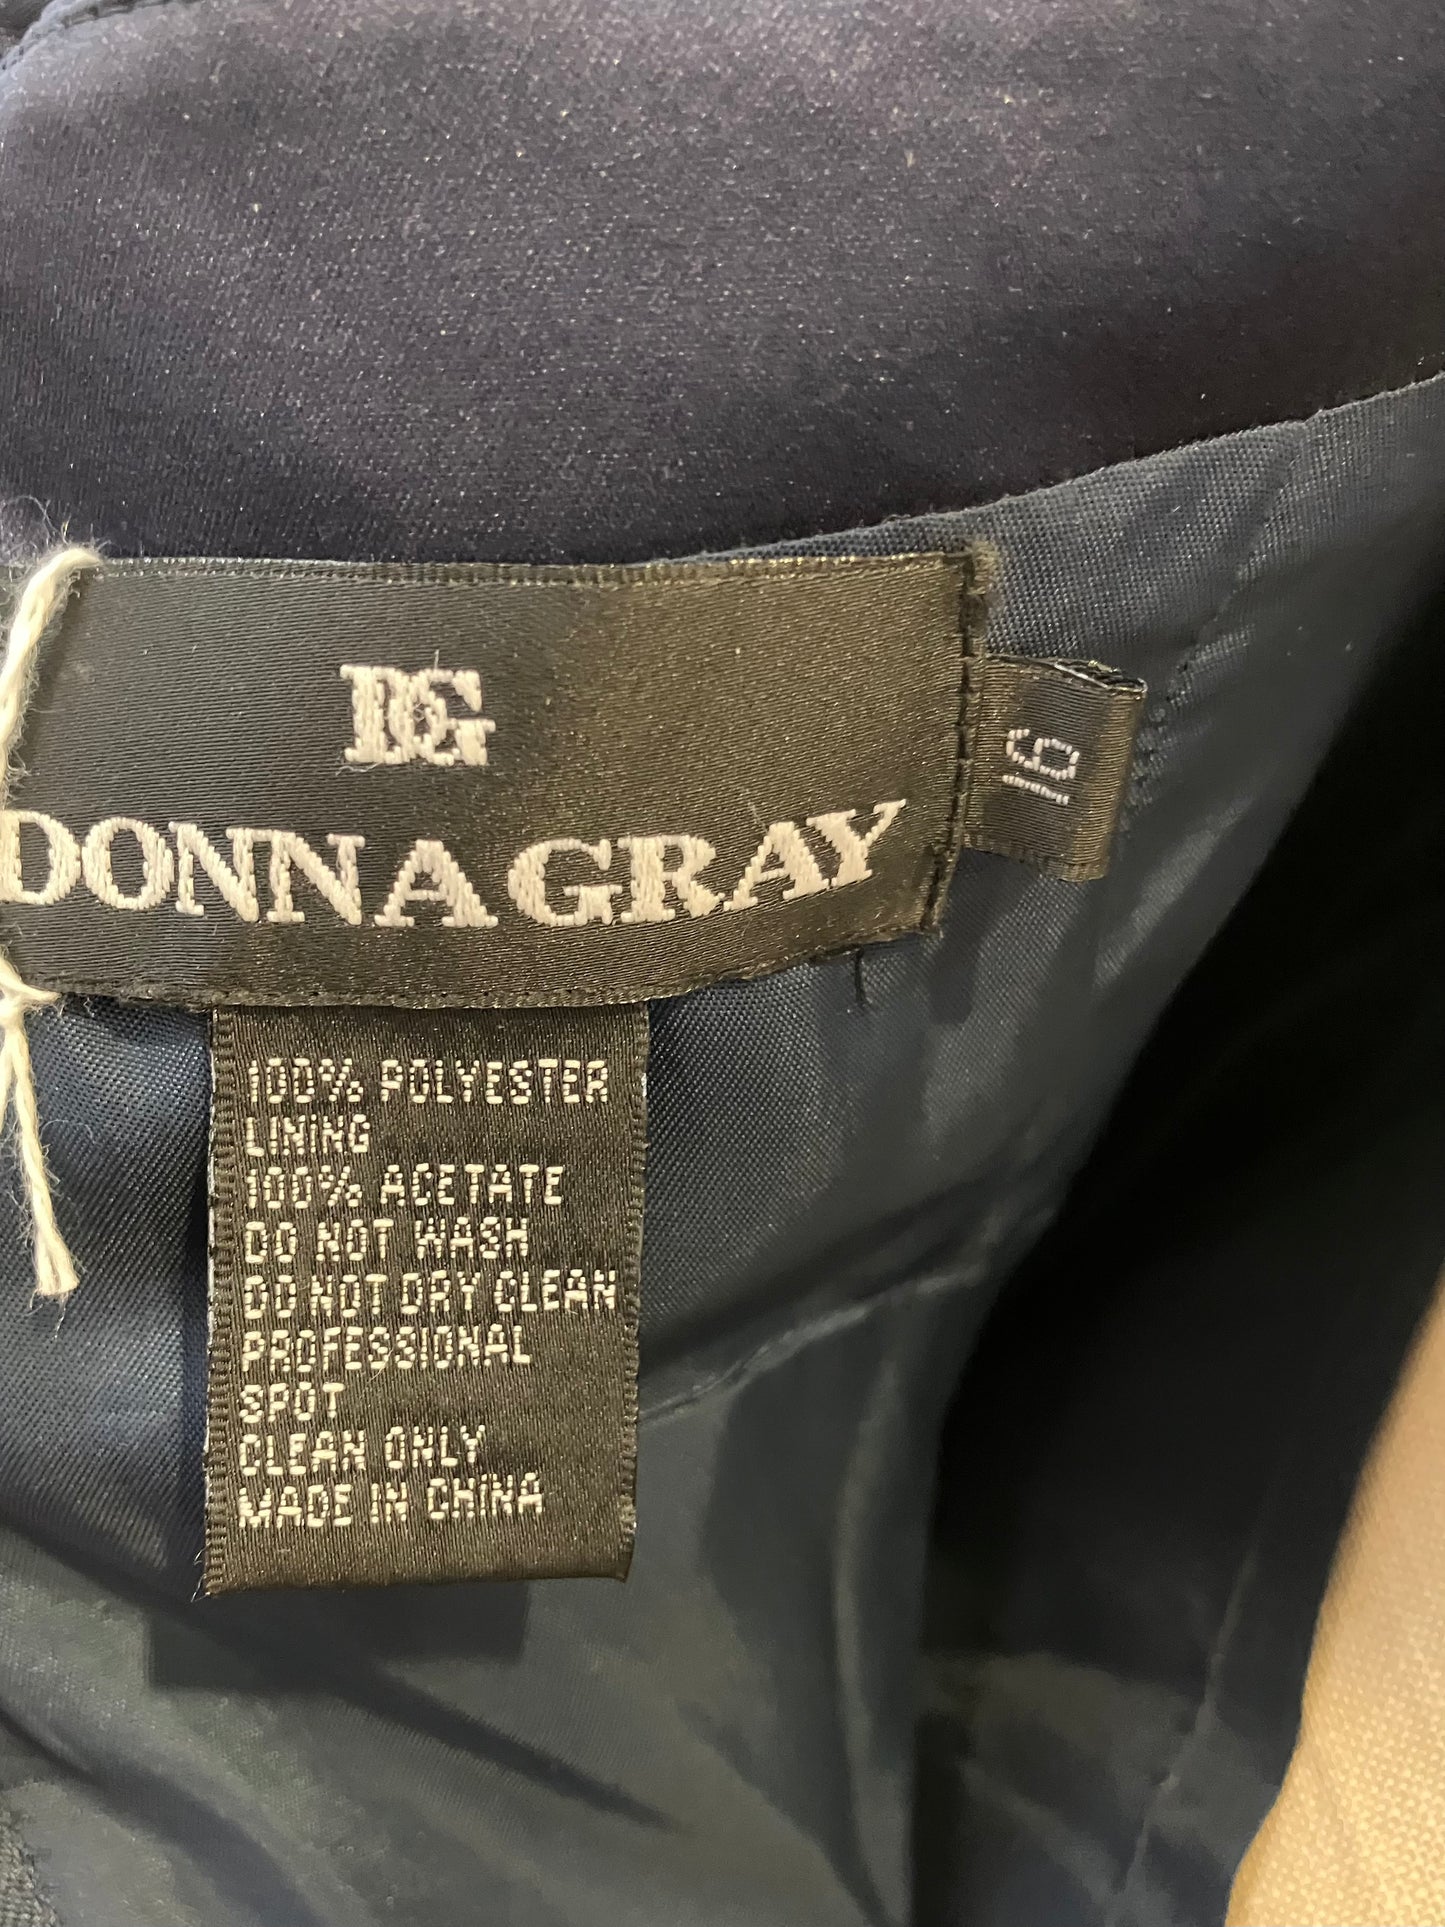 DG
DONNA GRAY
16
100% POLYESTER
LINING
100% ACETATE
DO NOT WASH
DO NOT DRY CLEAN
PROFESSIONAL
SPOT
CLEAN ONLY
MADE IN CHINA